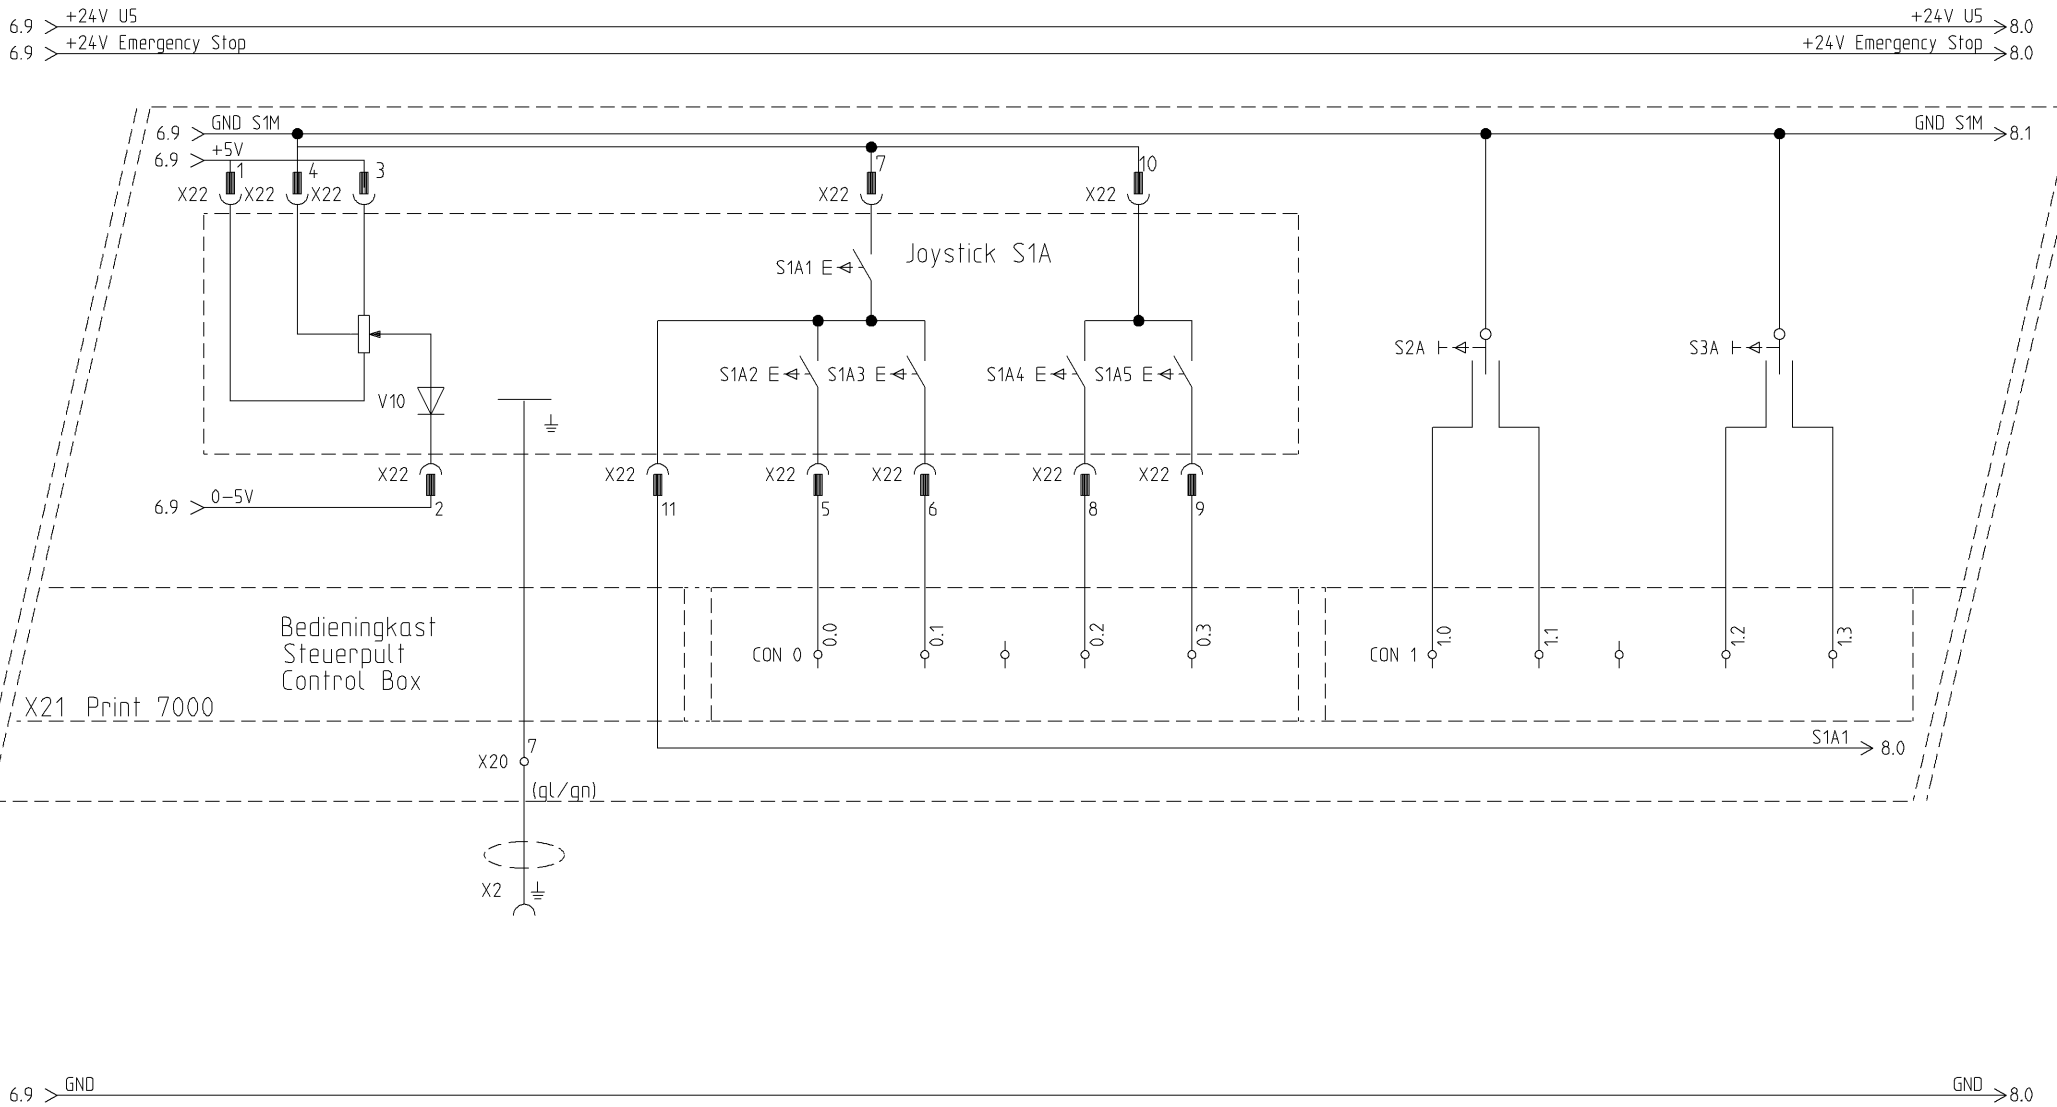 6.9 +24V U5 +24V U5 8.0
6.9 +24V Emergency Stop +24V Emergency Stop 8.0
6.9 GND S1M GND S1M 8.1
6.9 +5V
1 4 3 7 10
X22 X22 X22 X22 X22
Joystick S1A
S1A1
S2A S3A
S1A2 S1A3 S1A4 S1A5
V10
X22 X22 X22 X22 X22 X22
6.9 0-5V
2 11 5 6 8 9
Bedieningkast
Steuerpult
Control Box
0.0 0.1 0.2 0.3 1.0 1.1 1.2 1.3
CON 0 CON 1
X21 Print 7000
S1A1 8.0
7
X20
(gl/gn)
X2
6.9 GND GND 8.0